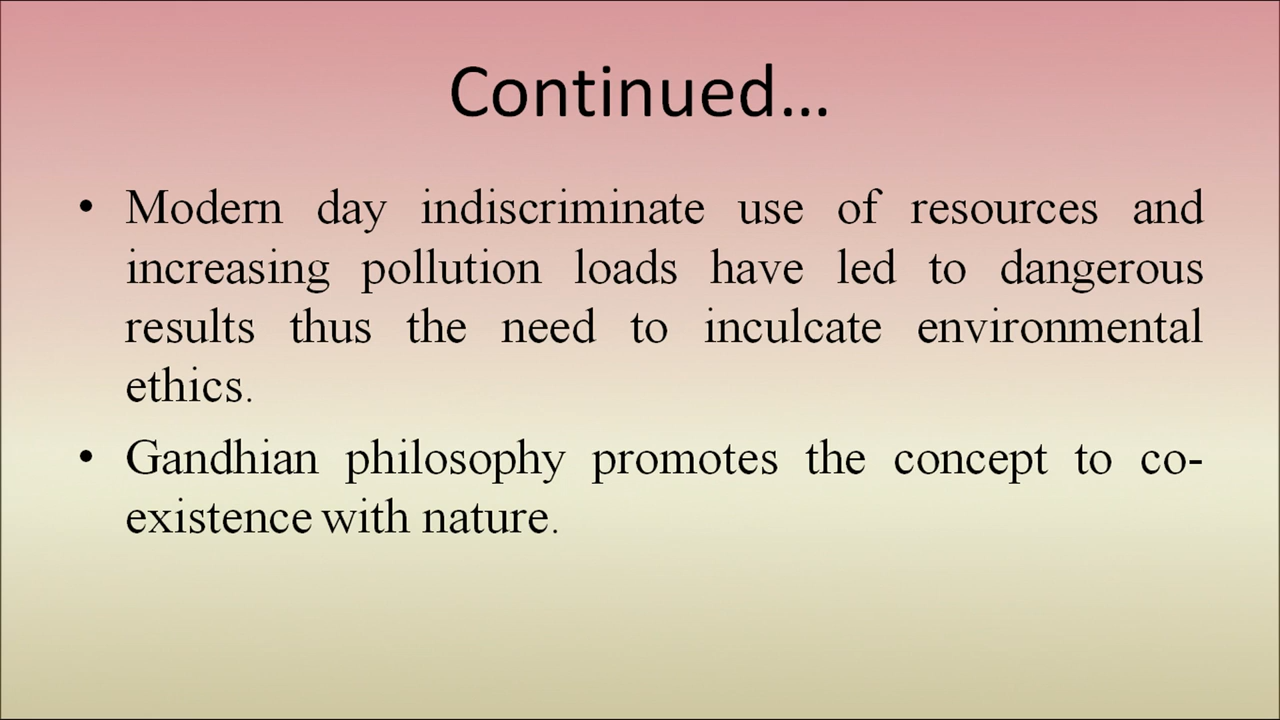 Continued...
• Modern day indiscriminate use of resources and
increasing pollution loads have led to dangerous
results thus the need to inculcate environmental
ethics.
• Gandhian philosophy promotes the concept to co-
existence with nature.